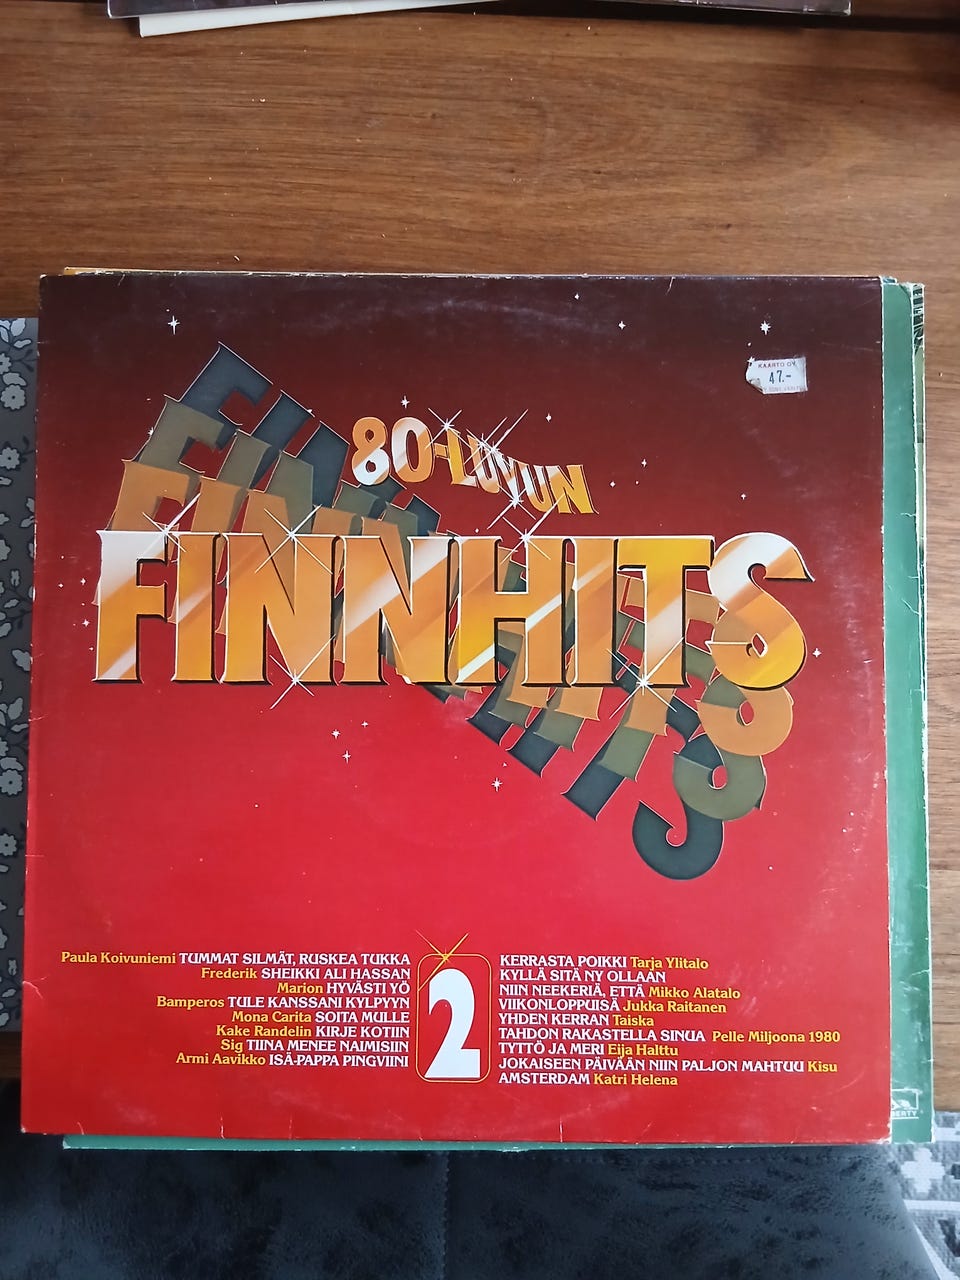 KAARTO OY
47.-
80-LUVUN
FINNHITS
Paula Koivuniemi TUMMAT SILMÄT, RUSKEA TUKKA
Frederik SHEIKKI ALI HASSAN
Marion HYVÄSTI YÖ
Bamperos TULE KANSSANI KYLPYYN
Mona Carita SOITA MULLE
Kake Randelin KIRJE KOTIIN
Sig TIINA MENEE NAIMISIIN
Armi Aavikko ISÄ-PAPPA PINGVIINI
2
KERRASTA POIKKI Tarja Ylitalo
KYLLÄ SITÄ NY OLLAAN
NIIN NEEKERIÄ, ETTÄ Mikko Alatalo
VIIKONLOPPUISÄ Jukka Raitanen
YHDEN KERRAN Taiska
TAHDON RAKASTELLA SINUA Pelle Miljoona 1980
TYTTÖ JA MERI Eija Halttu
JOKAISEEN PÄIVÄÄN NIIN PALJON MAHTUU Kisu
AMSTERDAM Katri Helena